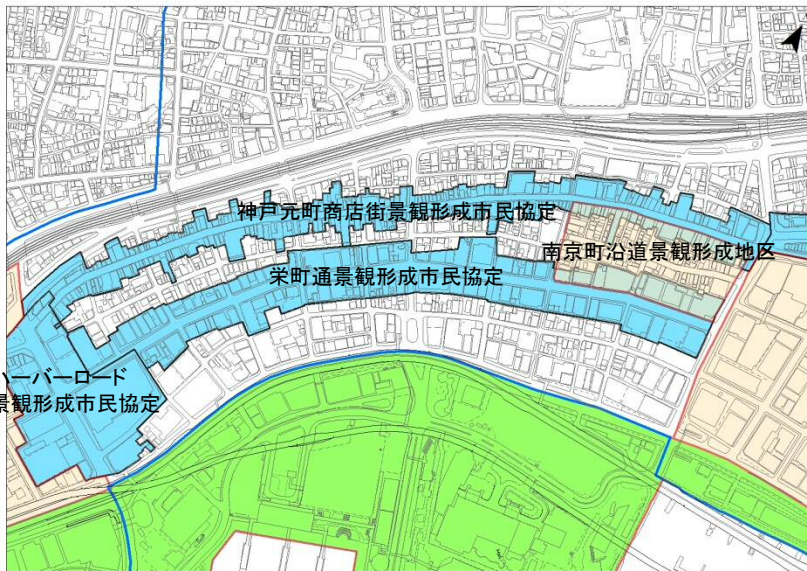 神戸元町商店街景観形成市民協定
南京町沿道景観形成地区
栄町通景観形成市民協定
ハーバーロード
景観形成市民協定